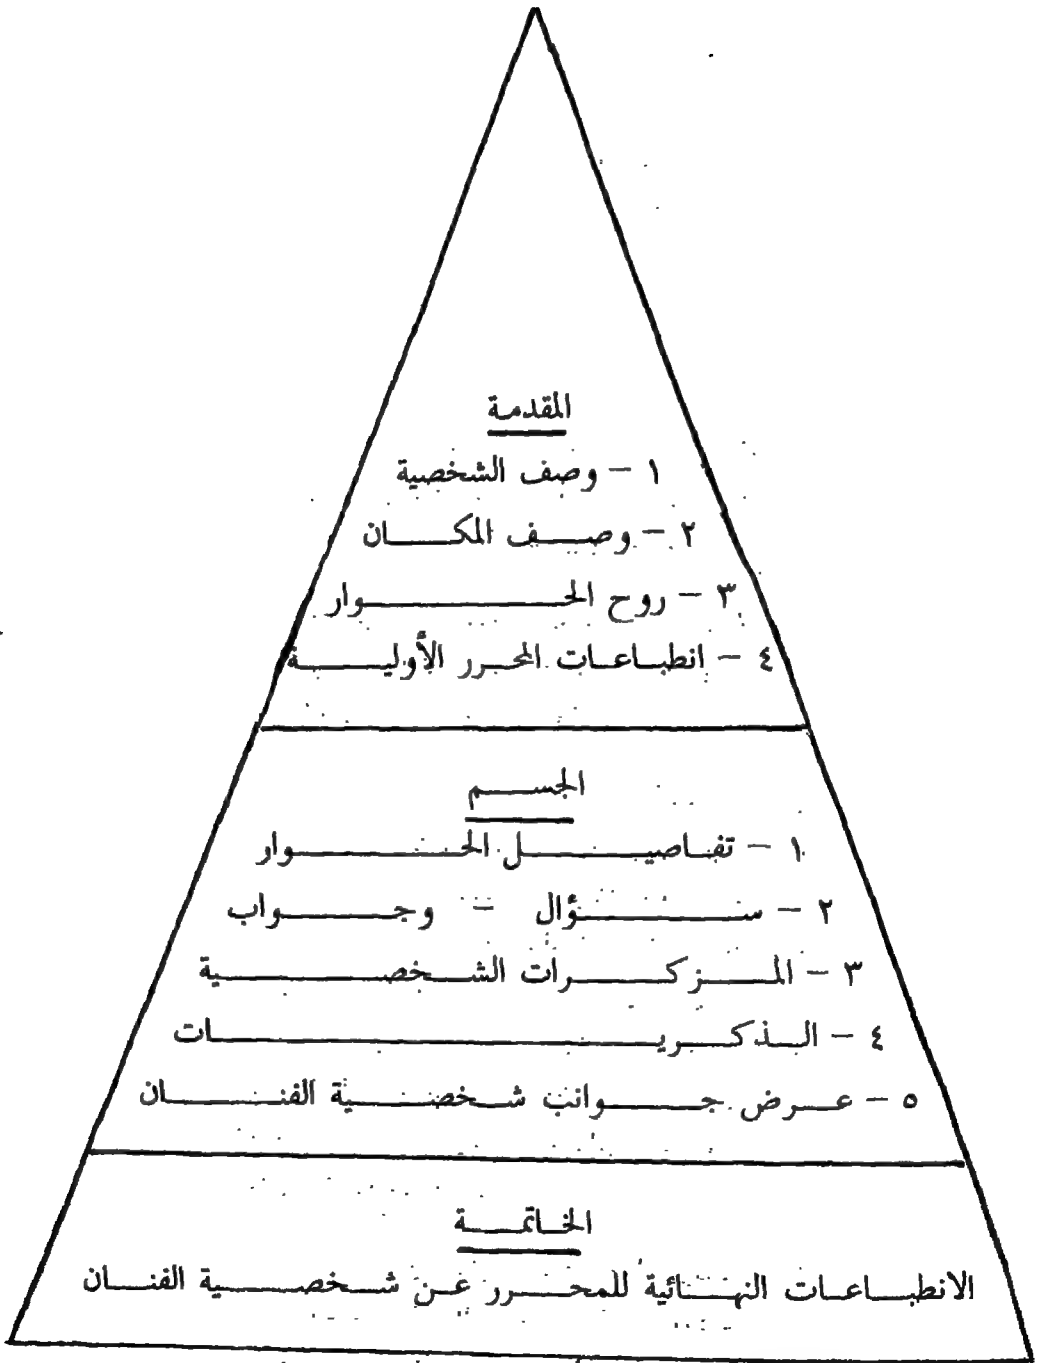 المقدمة
١ - وصف الشخصية
٢ - وصف المكان
٣ - روح الحوار
٤ - انطباعات المحرر الأولية
الجسم
١ - تفاصيل الحوار
٢ - سؤال - وجواب
٣ - المزكرات الشخصية
٤ - الذكريات
٥ - عرض جوانب شخصية الفنان
الخاتمة
الانطباعات النهائية للمحرر عن شخصية الفنان